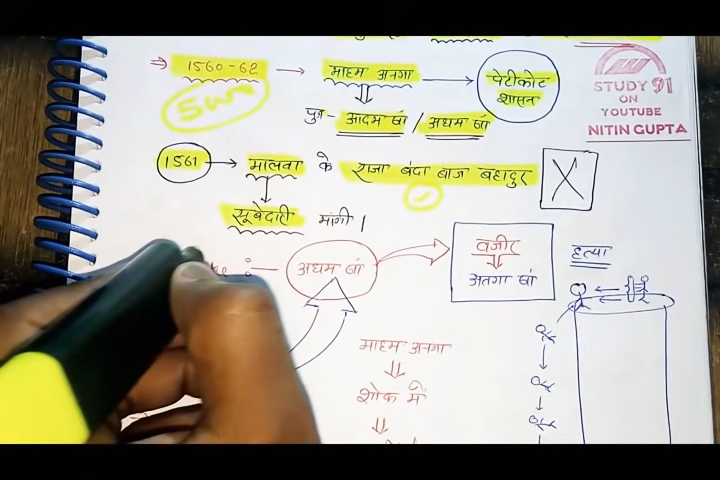 ⇒ 1560-62 → माहम अनगा → पेटीकोट शासन
पुत्र- आदम खां / अधम खां
1561 → मालवा के राजा बंदा बाज बहादुर X
सूबेदारी मांगी।
अधम खां
वजीर
अतगा खां
हत्या
माहम अनगा
शोक में
STUDY 91
ON
YOUTUBE
NITIN GUPTA